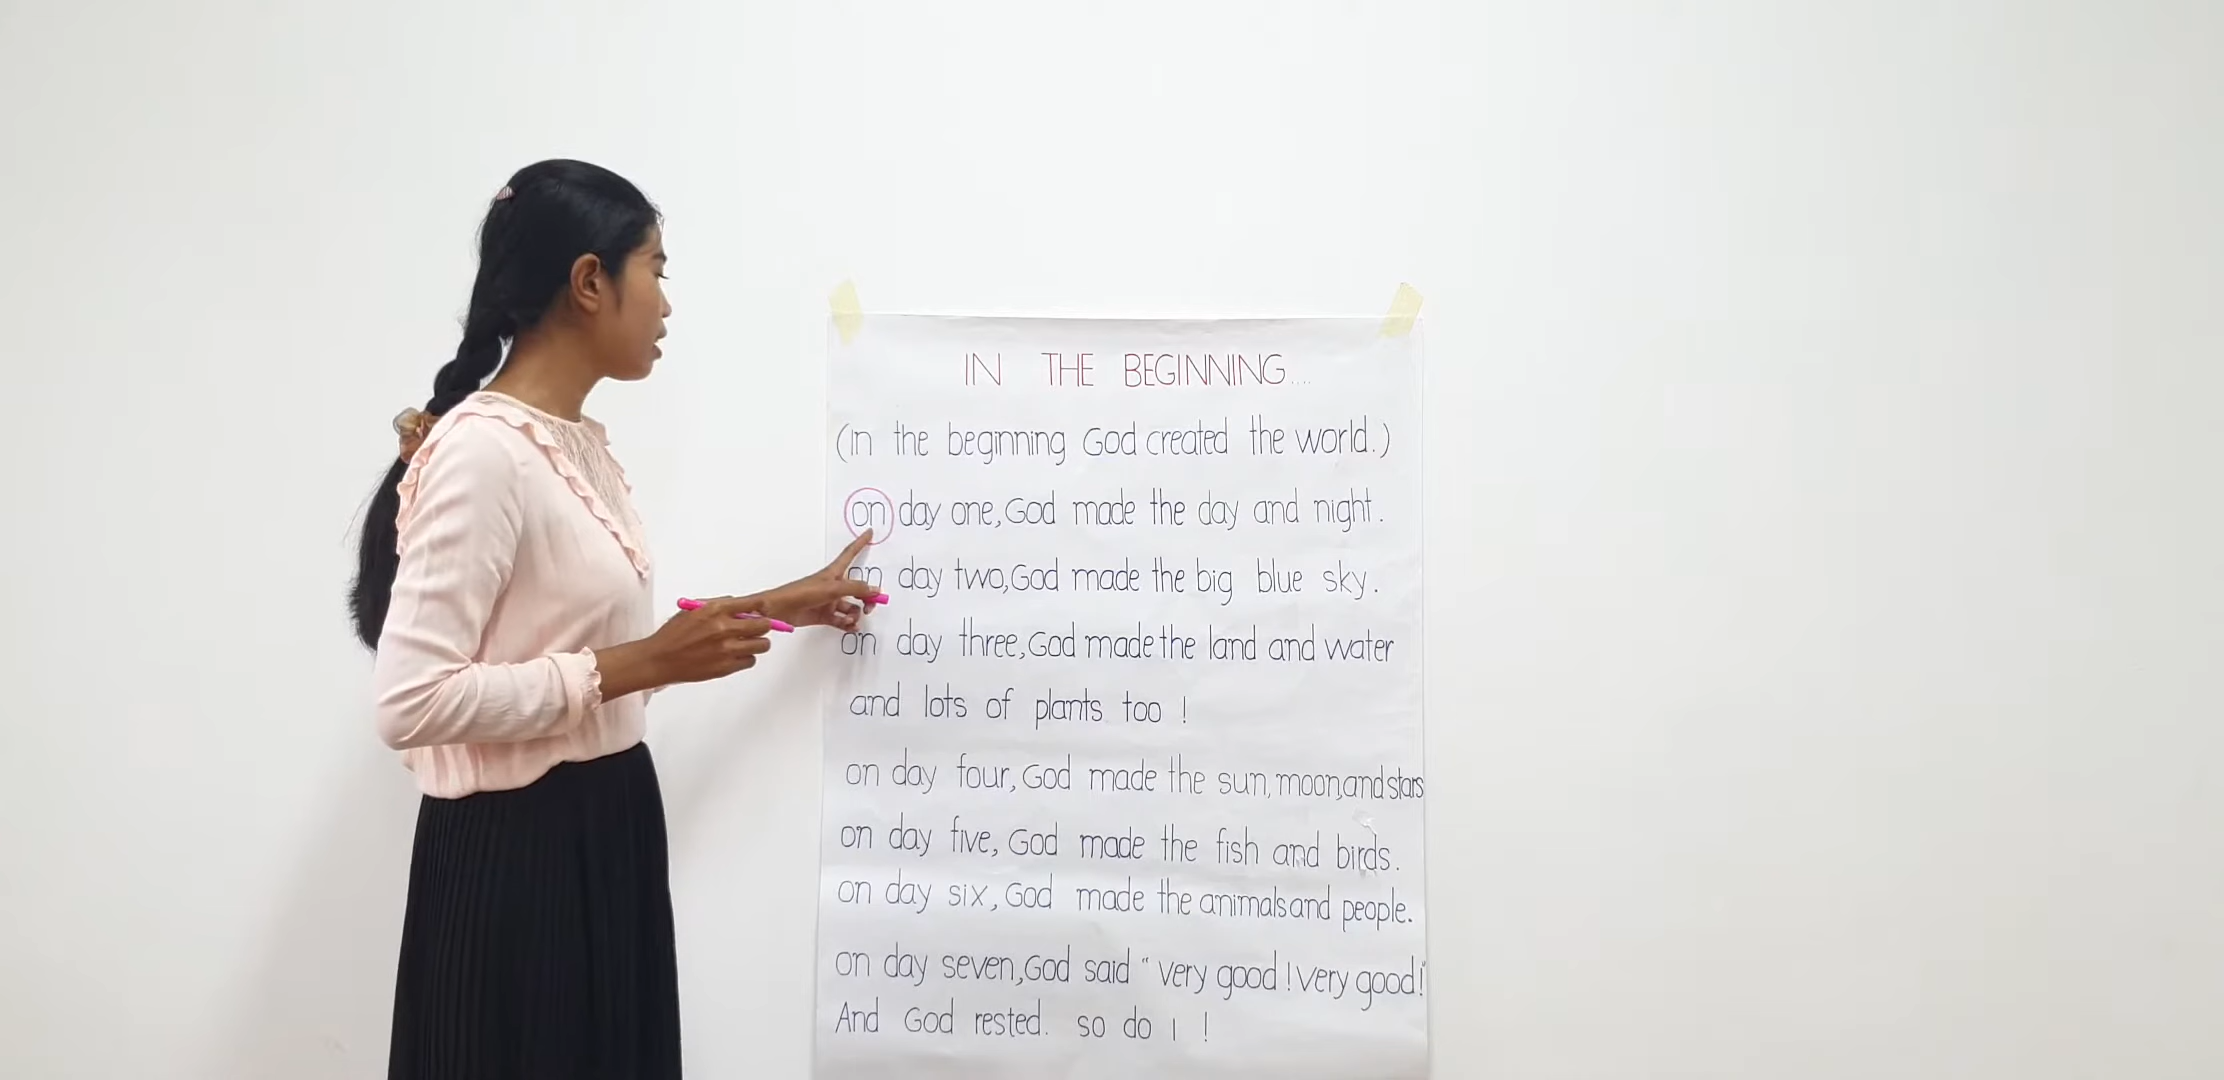 IN THE BEGINNING....
(In the beginning God created the world.)
on day one, God made the day and night.
on day two, God made the big blue sky.
on day three, God made the land and water
and lots of plants too !
on day four, God made the sun, moon, and stars
on day five, God made the fish and birds.
on day six, God made the animals and people.
on day seven, God said " very good ! very good !"
And God rested. so do I !